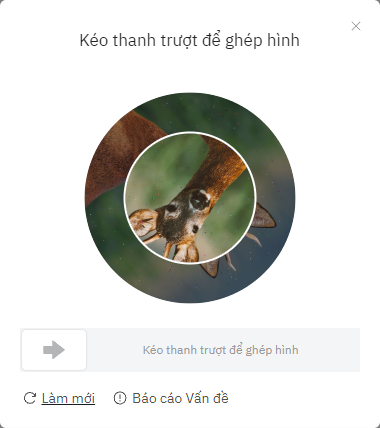 Kéo thanh trượt để ghép hình
Kéo thanh trượt để ghép hình
Làm mới
Báo cáo Vấn đề